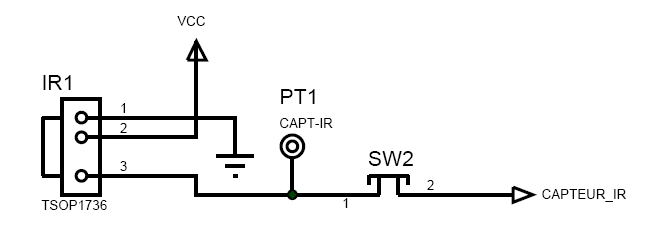 VCC
IR1
1
2
3
TSOP1736
PT1
CAPT-IR
SW2
1
2
CAPTEUR_IR